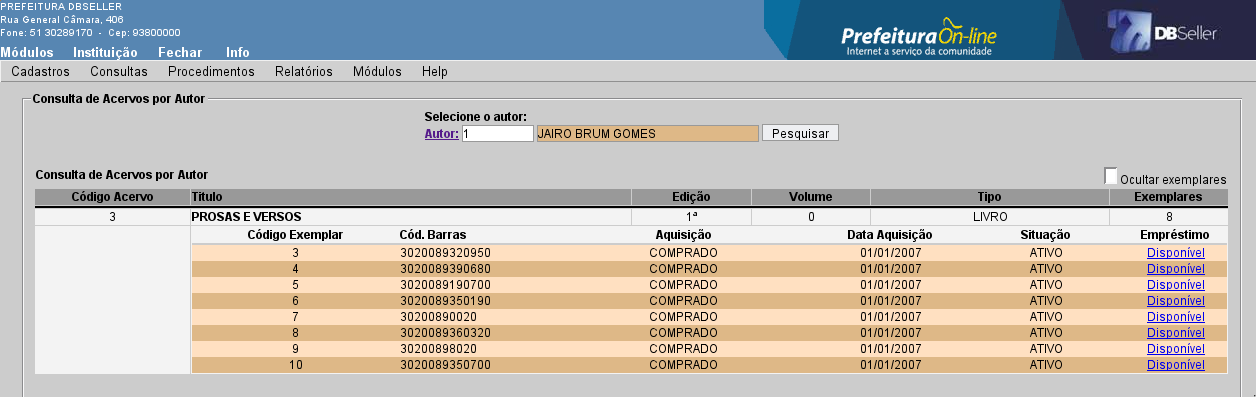 PREFEITURA DBSELLER
Rua General Câmara, 406
Fone: 51 30289170 - Cep: 93800000
Prefeitura On-line
Internet a serviço da comunidade
DBSeller
Módulos Instituição Fechar Info
Cadastros Consultas Procedimentos Relatórios Módulos Help
Consulta de Acervos por Autor
Selecione o autor:
Autor: 1 JAIRO BRUM GOMES Pesquisar
Consulta de Acervos por Autor Ocultar exemplares
Código Acervo Titulo Edição Volume Tipo Exemplares
3 PROSAS E VERSOS 1ª 0 LIVRO 8
Código Exemplar Cód. Barras Aquisição Data Aquisição Situação Empréstimo
3 3020089320950 COMPRADO 01/01/2007 ATIVO Disponível
4 3020089390680 COMPRADO 01/01/2007 ATIVO Disponível
5 3020089190700 COMPRADO 01/01/2007 ATIVO Disponível
6 3020089350190 COMPRADO 01/01/2007 ATIVO Disponível
7 30200890020 COMPRADO 01/01/2007 ATIVO Disponível
8 3020089360320 COMPRADO 01/01/2007 ATIVO Disponível
9 30200898020 COMPRADO 01/01/2007 ATIVO Disponível
10 3020089350700 COMPRADO 01/01/2007 ATIVO Disponível